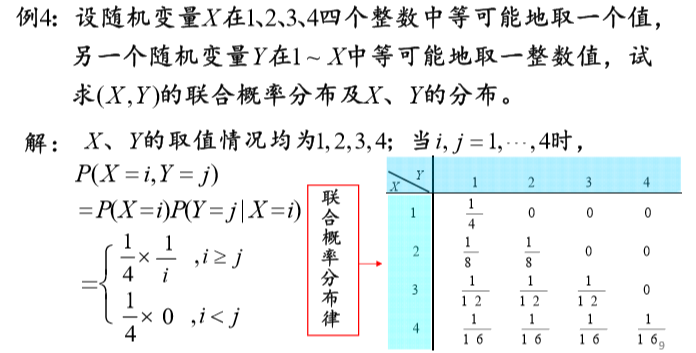 例4: 设随机变量X在1、2、3、4四个整数中等可能地取一个值,
另一个随机变量Y在1 ~ X中等可能地取一整数值, 试
求(X,Y)的联合概率分布及X、Y的分布。
解: X、Y的取值情况均为1,2,3,4; 当i, j = 1,⋯,4时,
P(X = i,Y = j)
= P(X=i)P(Y=j|X=i)
= { 1/4 × 1/i , i ≥ j
1/4 × 0 , i < j
联合概率分布律
X Y 1 2 3 4
1 1/4 0 0 0
2 1/8 1/8 0 0
3 1/12 1/12 1/12 0
4 1/16 1/16 1/16 1/16
9